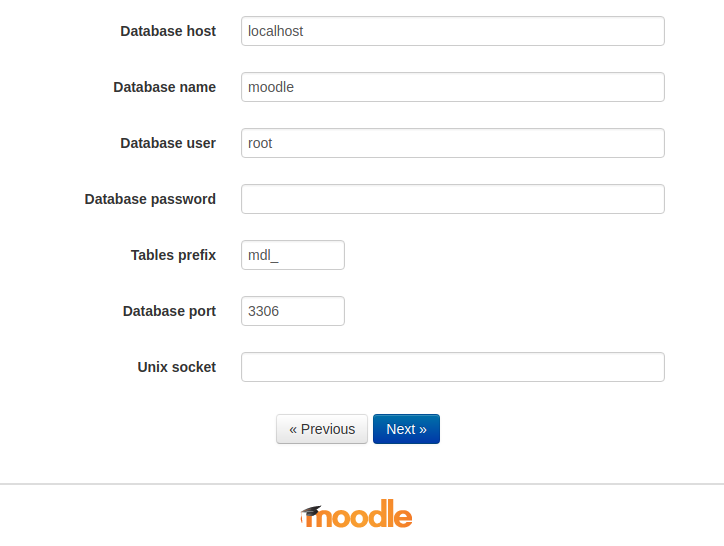 Database host localhost
Database name moodle
Database user root
Database password
Tables prefix mdl_
Database port 3306
Unix socket
« Previous Next »
moodle